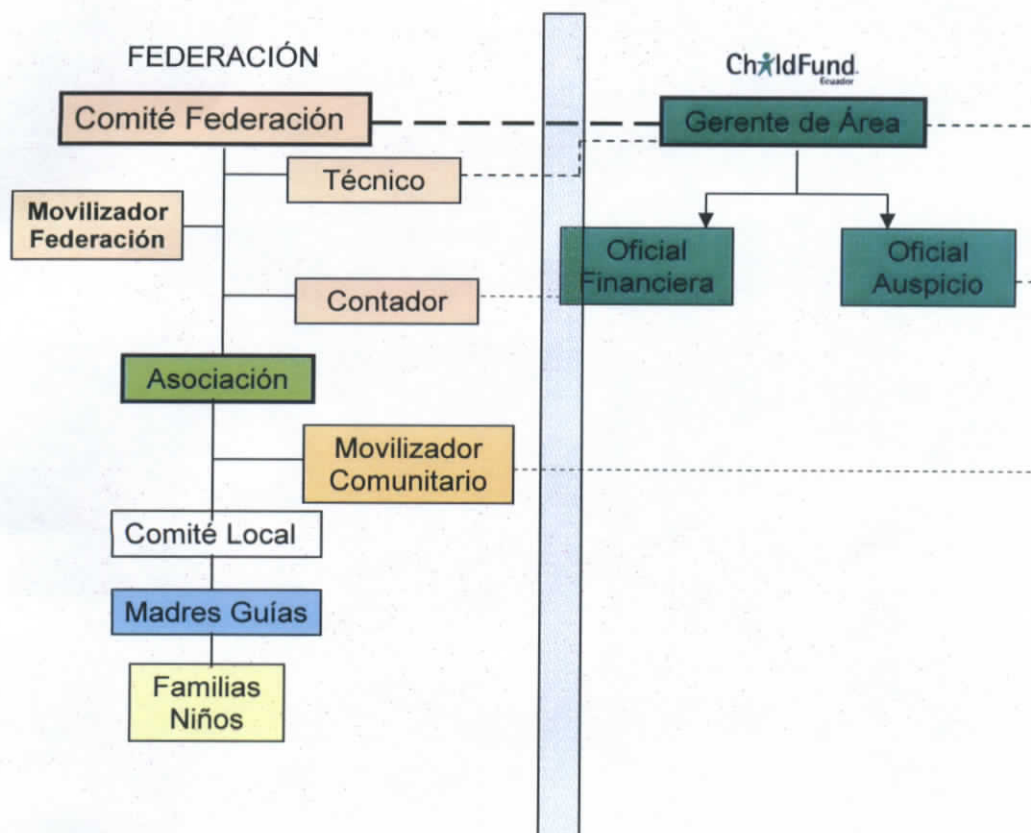 FEDERACIÓN
Comité Federación
Técnico
Movilizador
Federación
Contador
Asociación
Movilizador
Comunitario
Comité Local
Madres Guías
Familias
Niños
ChildFund.
Ecuador
Gerente de Área
Oficial
Financiera
Oficial
Auspicio